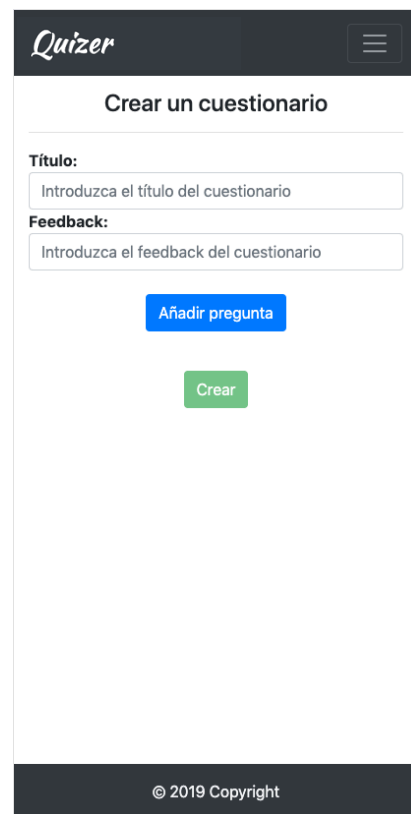 Quizer
Crear un cuestionario
Título:
Introduzca el título del cuestionario
Feedback:
Introduzca el feedback del cuestionario
Añadir pregunta
Crear
© 2019 Copyright